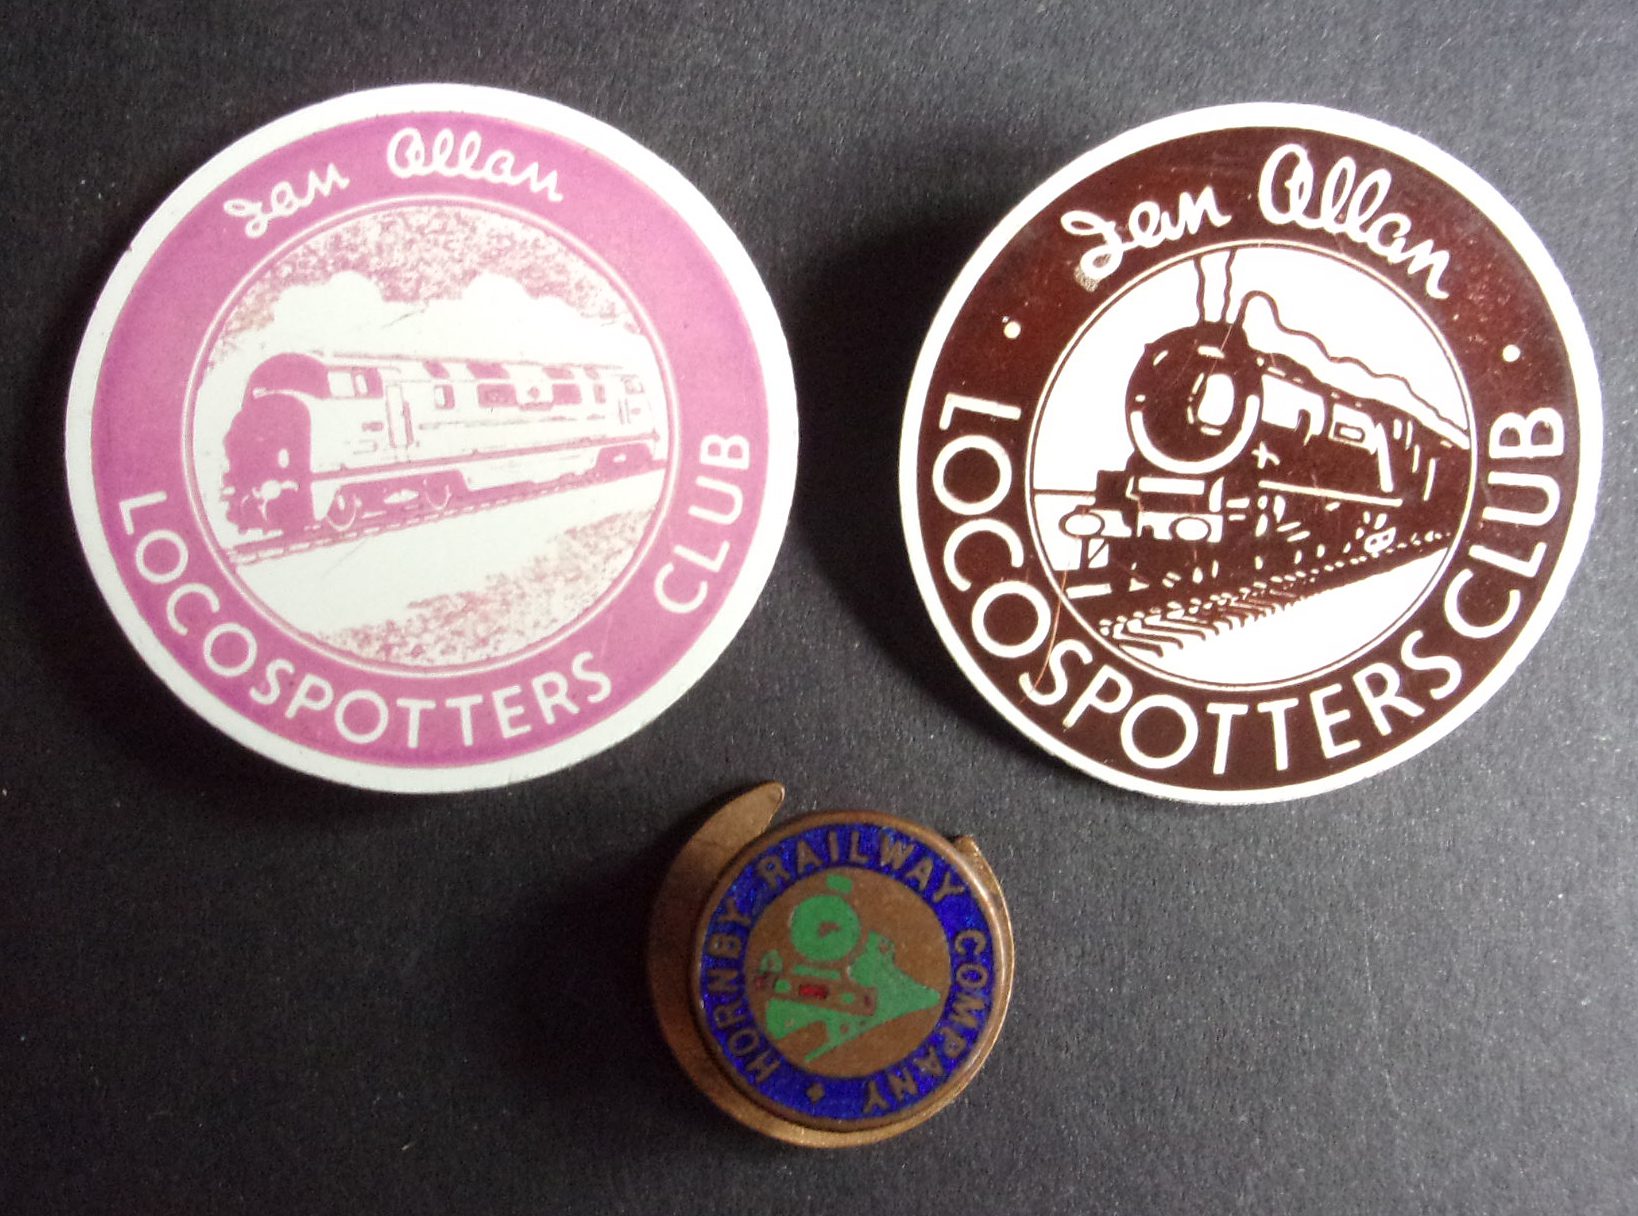 Ian Allan
LOCOSPOTTERS CLUB
Ian Allan
• LOCOSPOTTERS CLUB •
HORNBY RAILWAY COMPANY